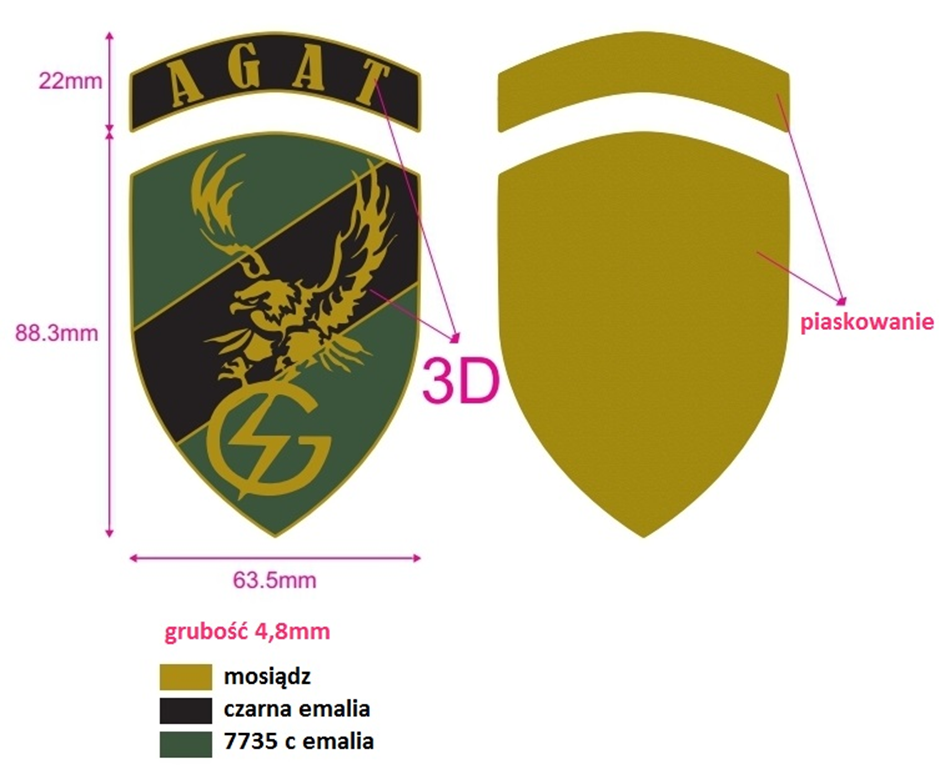 22mm
AGAT
88.3mm
3D
piaskowanie
63.5mm
grubość 4,8mm
mosiądz
czarna emalia
7735 c emalia